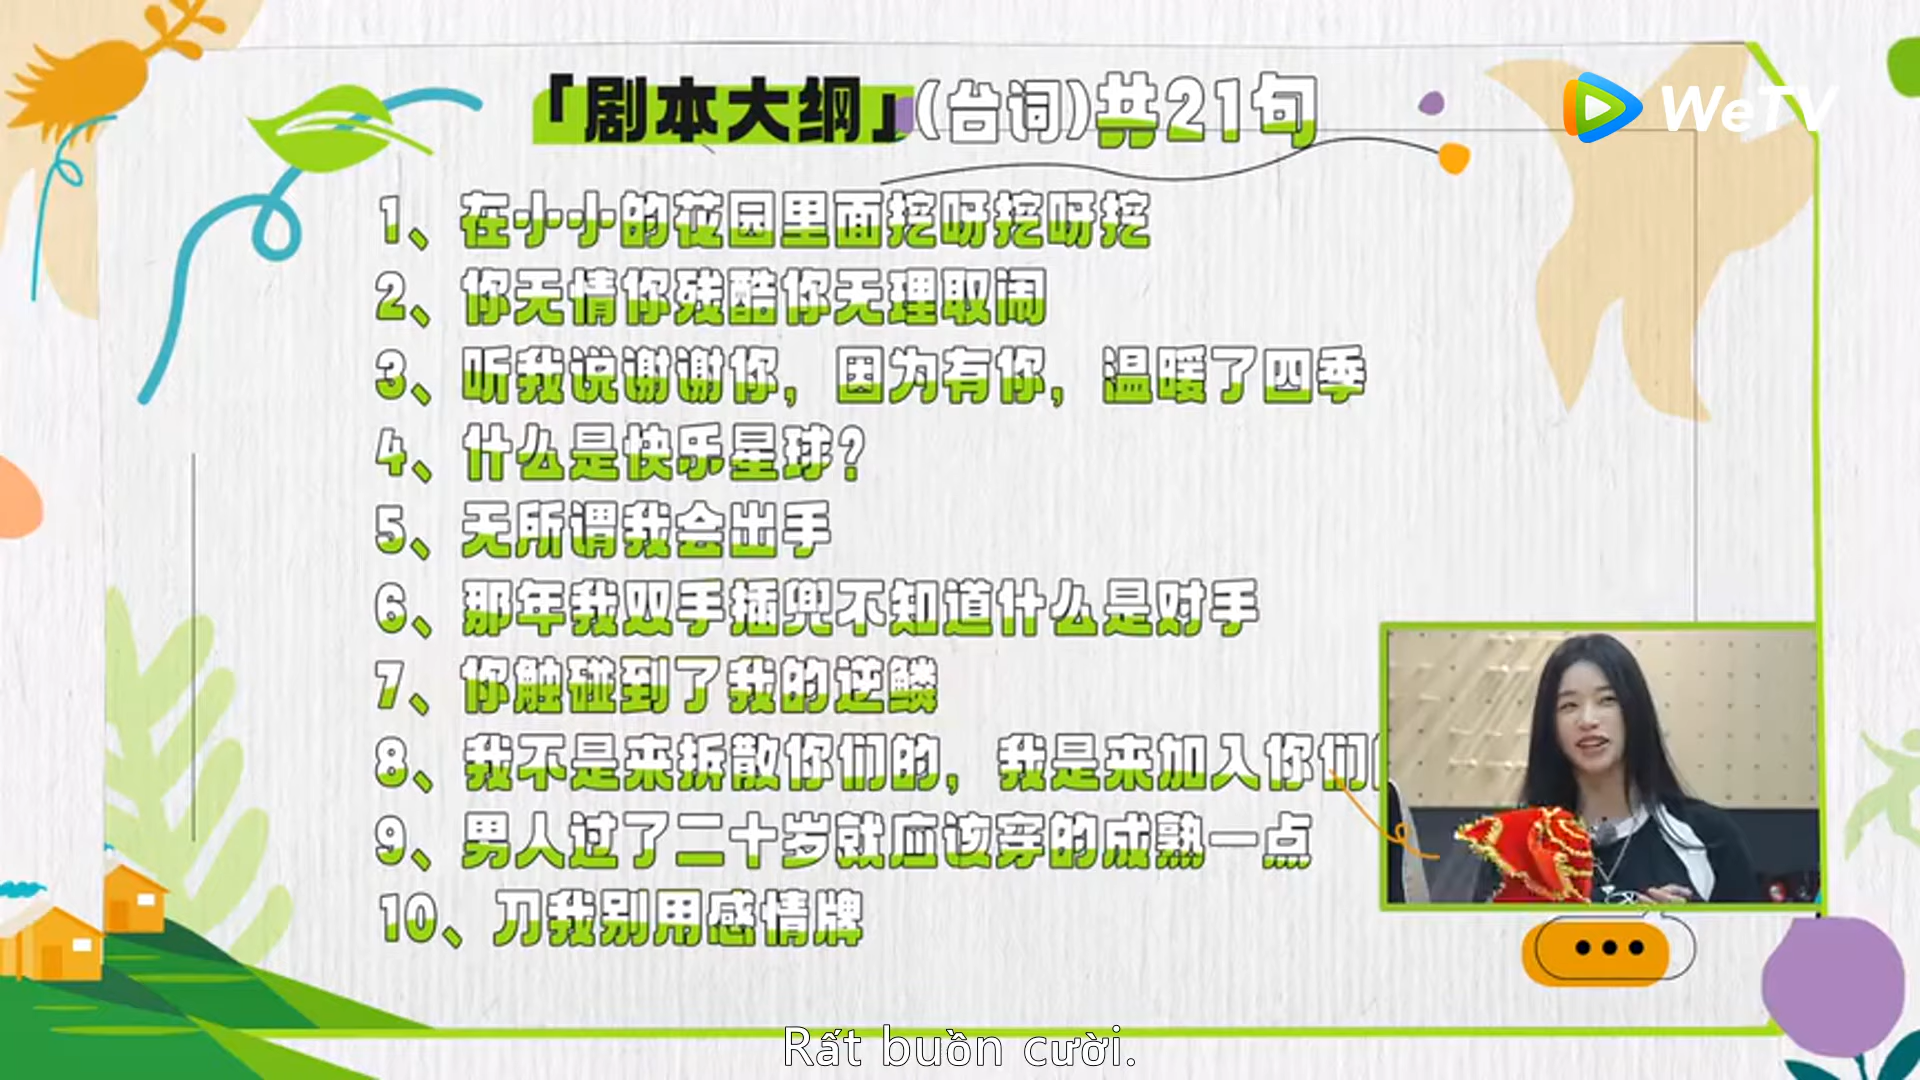 「剧本大纲」(台词)共21句
WeTV
1、在小小的花园里面挖呀挖呀挖
2、你无情你残酷你无理取闹
3、听我说谢谢你，因为有你，温暖了四季
4、什么是快乐星球？
5、无所谓我会出手
6、那年我双手插兜不知道什么是对手
7、你触碰到了我的逆鳞
8、我不是来拆散你们的，我是来加入你们
9、男人过了二十岁就应该穿的成熟一点
10、刀我别用感情牌
Rất buồn cười.